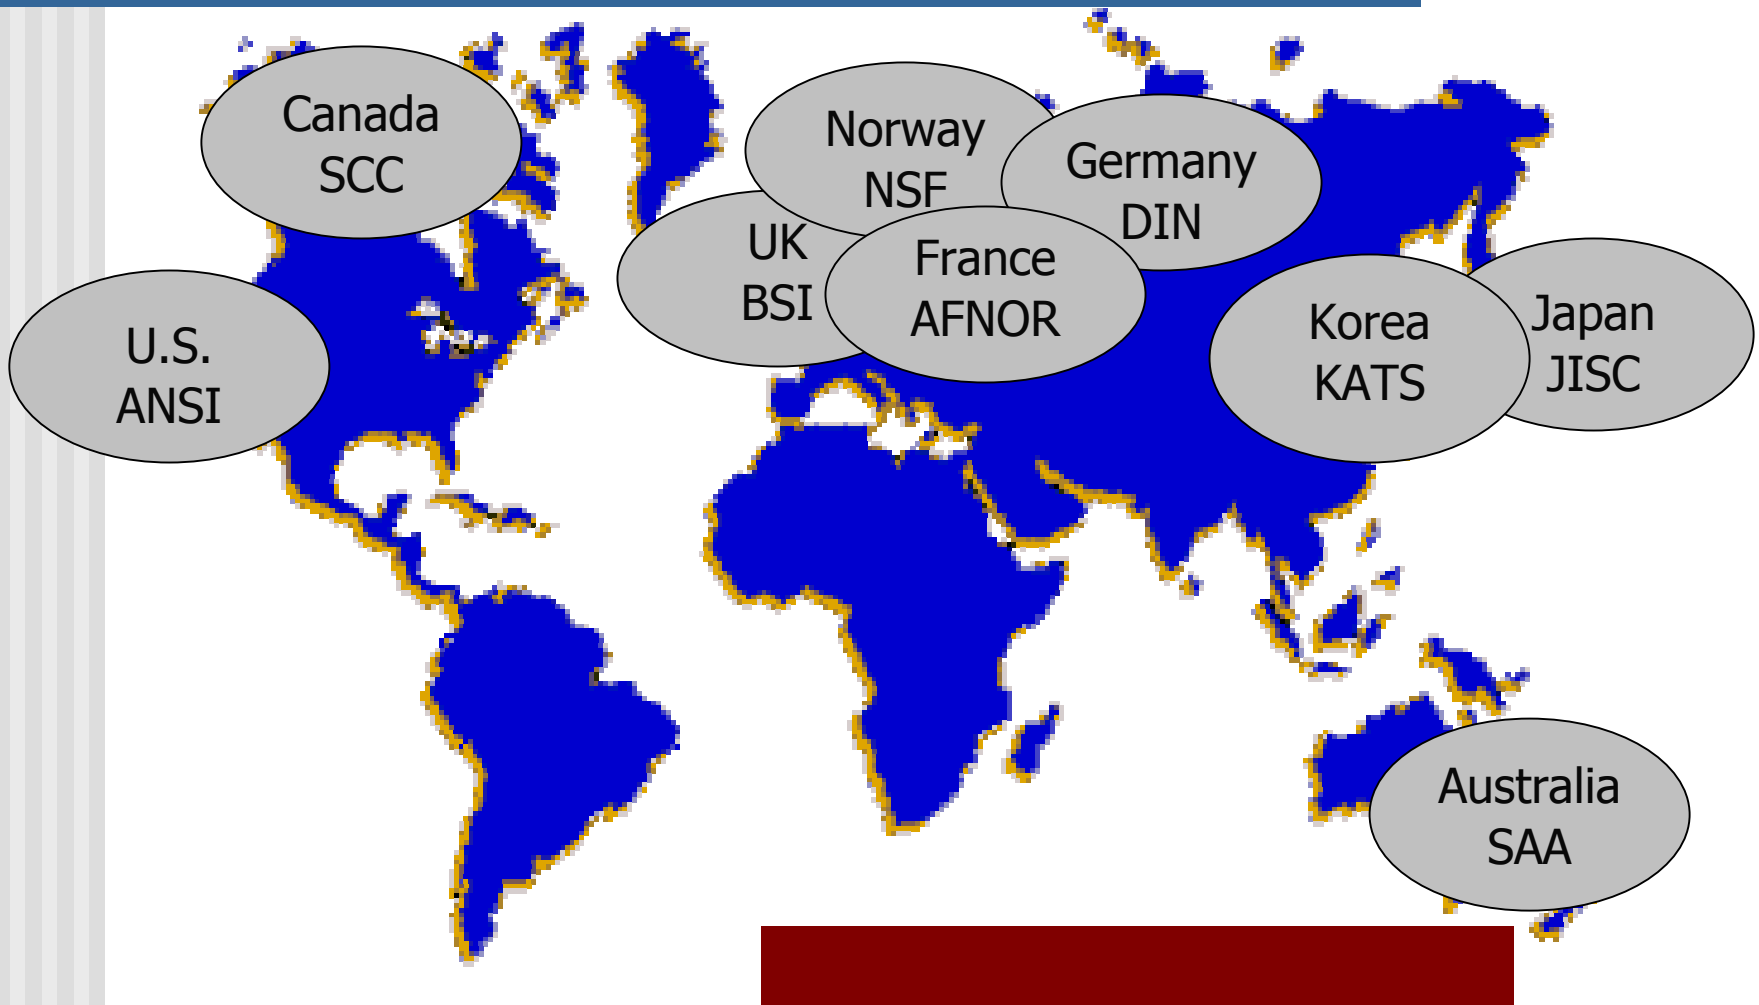 Canada
SCC
Norway
NSF
Germany
DIN
UK
BSI
France
AFNOR
U.S.
ANSI
Korea
KATS
Japan
JISC
Australia
SAA